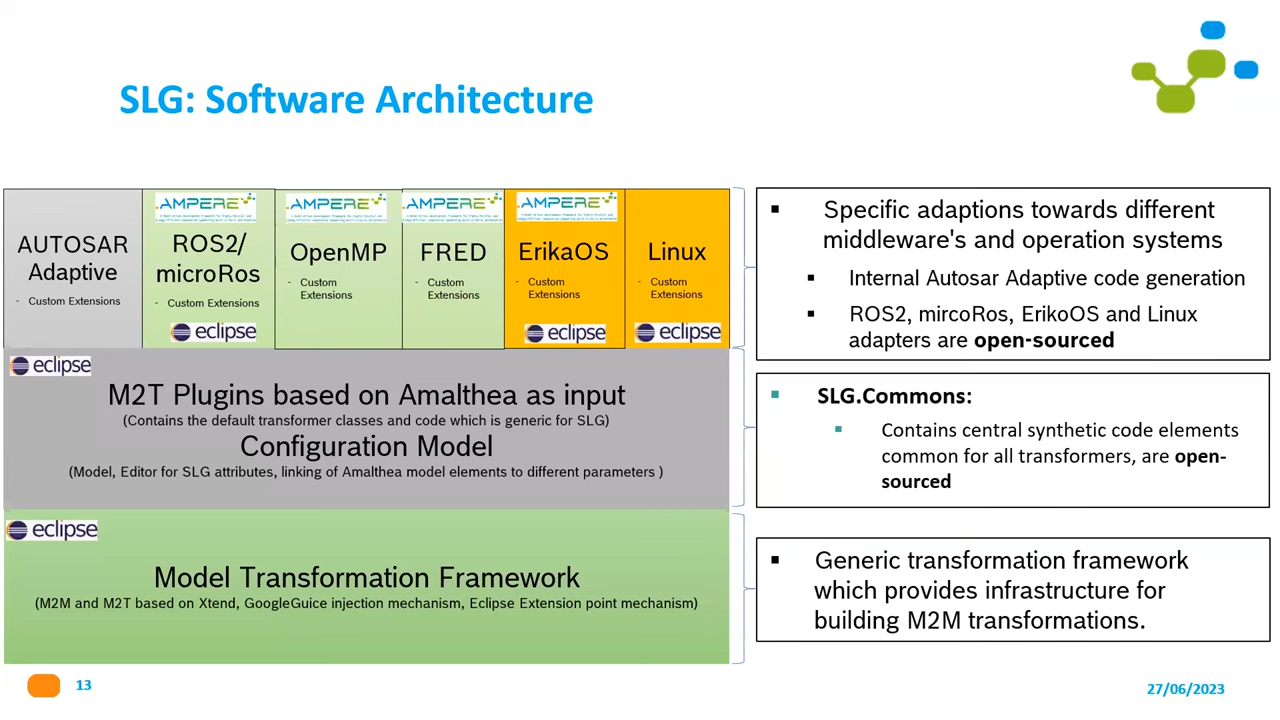 SLG: Software Architecture
AUTOSAR
Adaptive
- Custom Extensions
AMPERE
ROS2/
microRos
- Custom Extensions
eclipse
AMPERE
OpenMP
- Custom
Extensions
AMPERE
FRED
- Custom
Extensions
AMPERE
ErikaOS
- Custom
Extensions
eclipse
Linux
- Custom
Extensions
eclipse
Specific adaptions towards different
middleware's and operation systems
Internal Autosar Adaptive code generation
ROS2, mircoRos, ErikoOS and Linux
adapters are open-sourced
eclipse
M2T Plugins based on Amalthea as input
(Contains the default transformer classes and code which is generic for SLG)
Configuration Model
(Model, Editor for SLG attributes, linking of Amalthea model elements to different parameters )
SLG.Commons:
Contains central synthetic code elements
common for all transformers, are open-
sourced
eclipse
Model Transformation Framework
(M2M and M2T based on Xtend, GoogleGuice injection mechanism, Eclipse Extension point mechanism)
Generic transformation framework
which provides infrastructure for
building M2M transformations.
13
27/06/2023